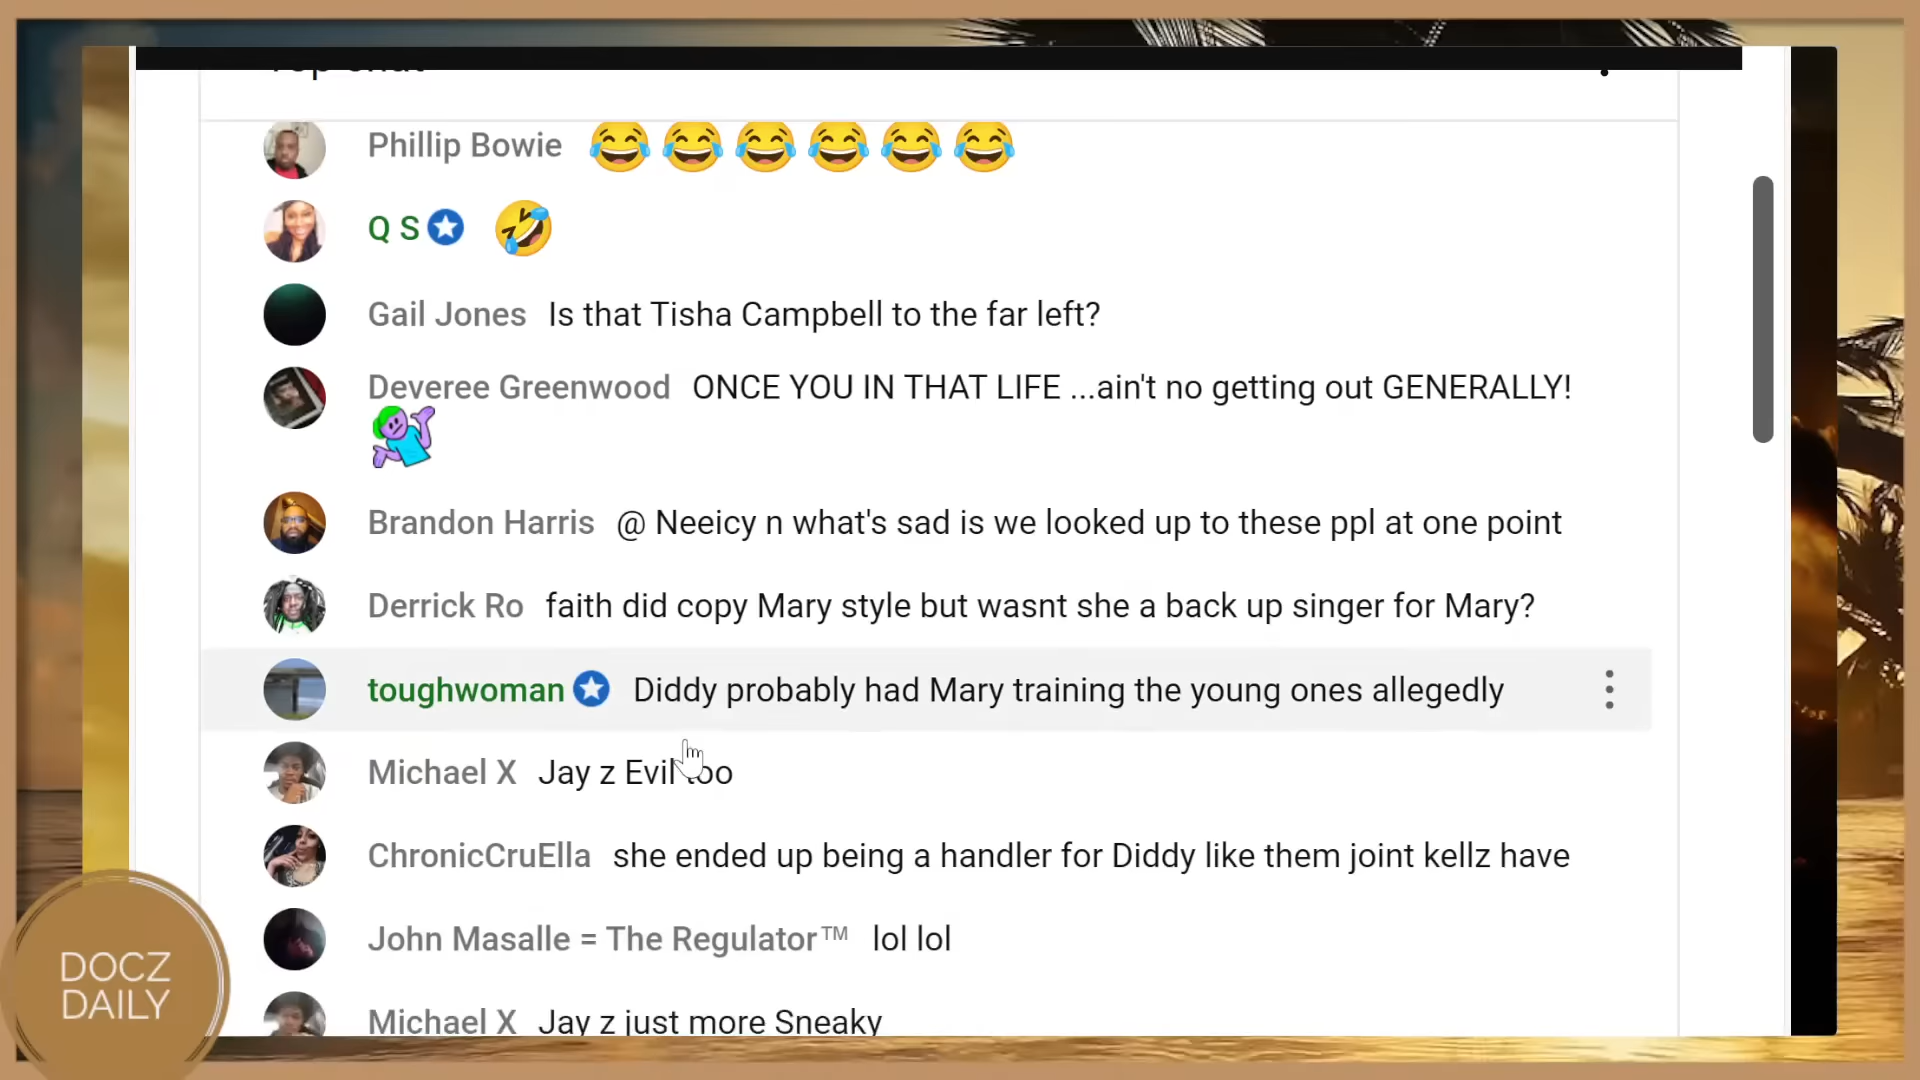 Top chat
Phillip Bowie 😂😂😂😂😂😂
Q S 🤣
Gail Jones Is that Tisha Campbell to the far left?
Deveree Greenwood ONCE YOU IN THAT LIFE ...ain't no getting out GENERALLY!
Brandon Harris @ Neeicy n what's sad is we looked up to these ppl at one point
Derrick Ro faith did copy Mary style but wasnt she a back up singer for Mary?
toughwoman Diddy probably had Mary training the young ones allegedly
Michael X Jay z Evil too
ChronicCruElla she ended up being a handler for Diddy like them joint kellz have
John Masalle = The Regulator™ lol lol
Michael X Jay z just more Sneaky
DOCZ
DAILY